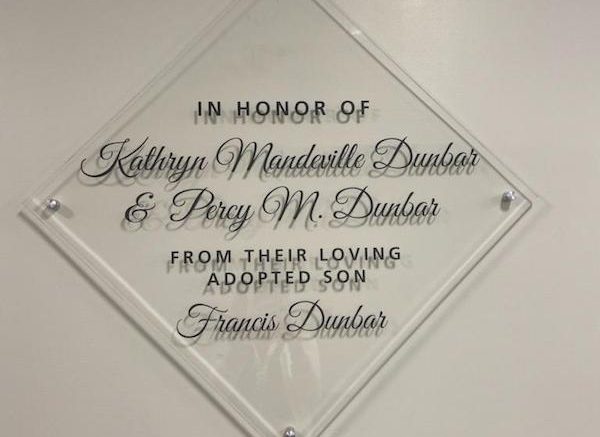 IN HONOR OF
Kathryn Mandeville Dunbar
& Percy M. Dunbar
FROM THEIR LOVING
ADOPTED SON
Francis Dunbar